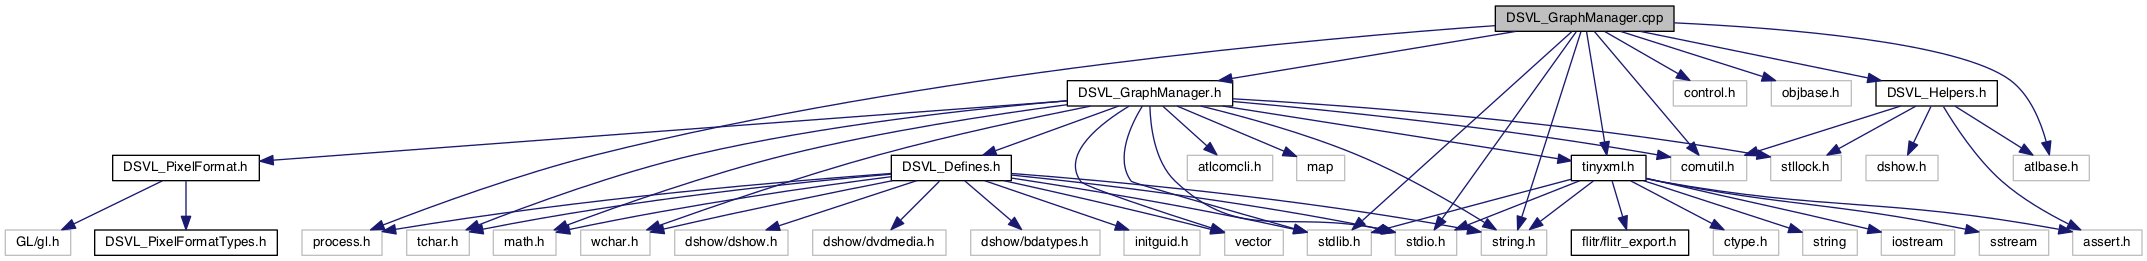 DSVL_GraphManager.cpp
DSVL_GraphManager.h
control.h
objbase.h
DSVL_Helpers.h
DSVL_PixelFormat.h
DSVL_Defines.h
atlcomcli.h
map
tinyxml.h
comutil.h
stllock.h
dshow.h
atlbase.h
GL/gl.h
DSVL_PixelFormatTypes.h
process.h
tchar.h
math.h
wchar.h
dshow/dshow.h
dshow/dvdmedia.h
dshow/bdatypes.h
initguid.h
vector
stdlib.h
stdio.h
string.h
flitr/flitr_export.h
ctype.h
string
iostream
sstream
assert.h